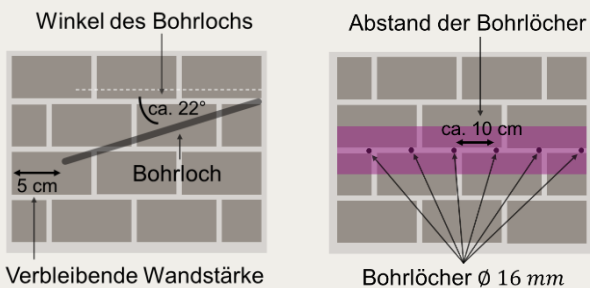 Winkel des Bohrlochs
ca. 22°
Bohrloch
5 cm
Verbleibende Wandstärke
Abstand der Bohrlöcher
ca. 10 cm
Bohrlöcher Ø 16 mm